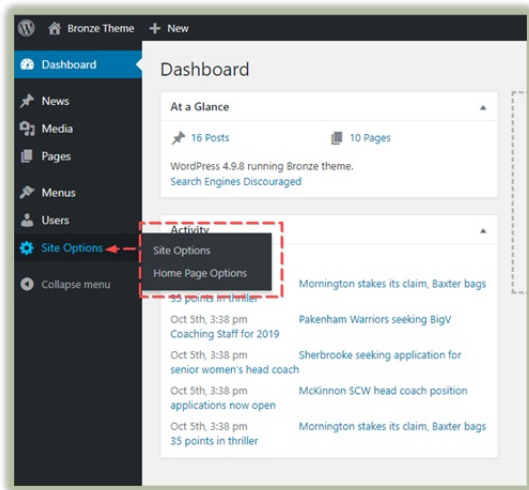 Bronze Theme + New
Dashboard
News
Media
Pages
Menus
Users
Site Options
Collapse menu
Dashboard
At a Glance
16 Posts 10 Pages
WordPress 4.9.8 running Bronze theme.
Search Engines Discouraged
Activity
Site Options
Home Page Options
Mornington stakes its claim, Baxter bags
35 points in thriller
Oct 5th, 3:38 pm Pakenham Warriors seeking BigV
Coaching Staff for 2019
Oct 5th, 3:38 pm Sherbrooke seeking application for
senior women's head coach
Oct 5th, 3:38 pm McKinnon SCW head coach position
applications now open
Oct 5th, 3:38 pm Mornington stakes its claim, Baxter bags
35 points in thriller